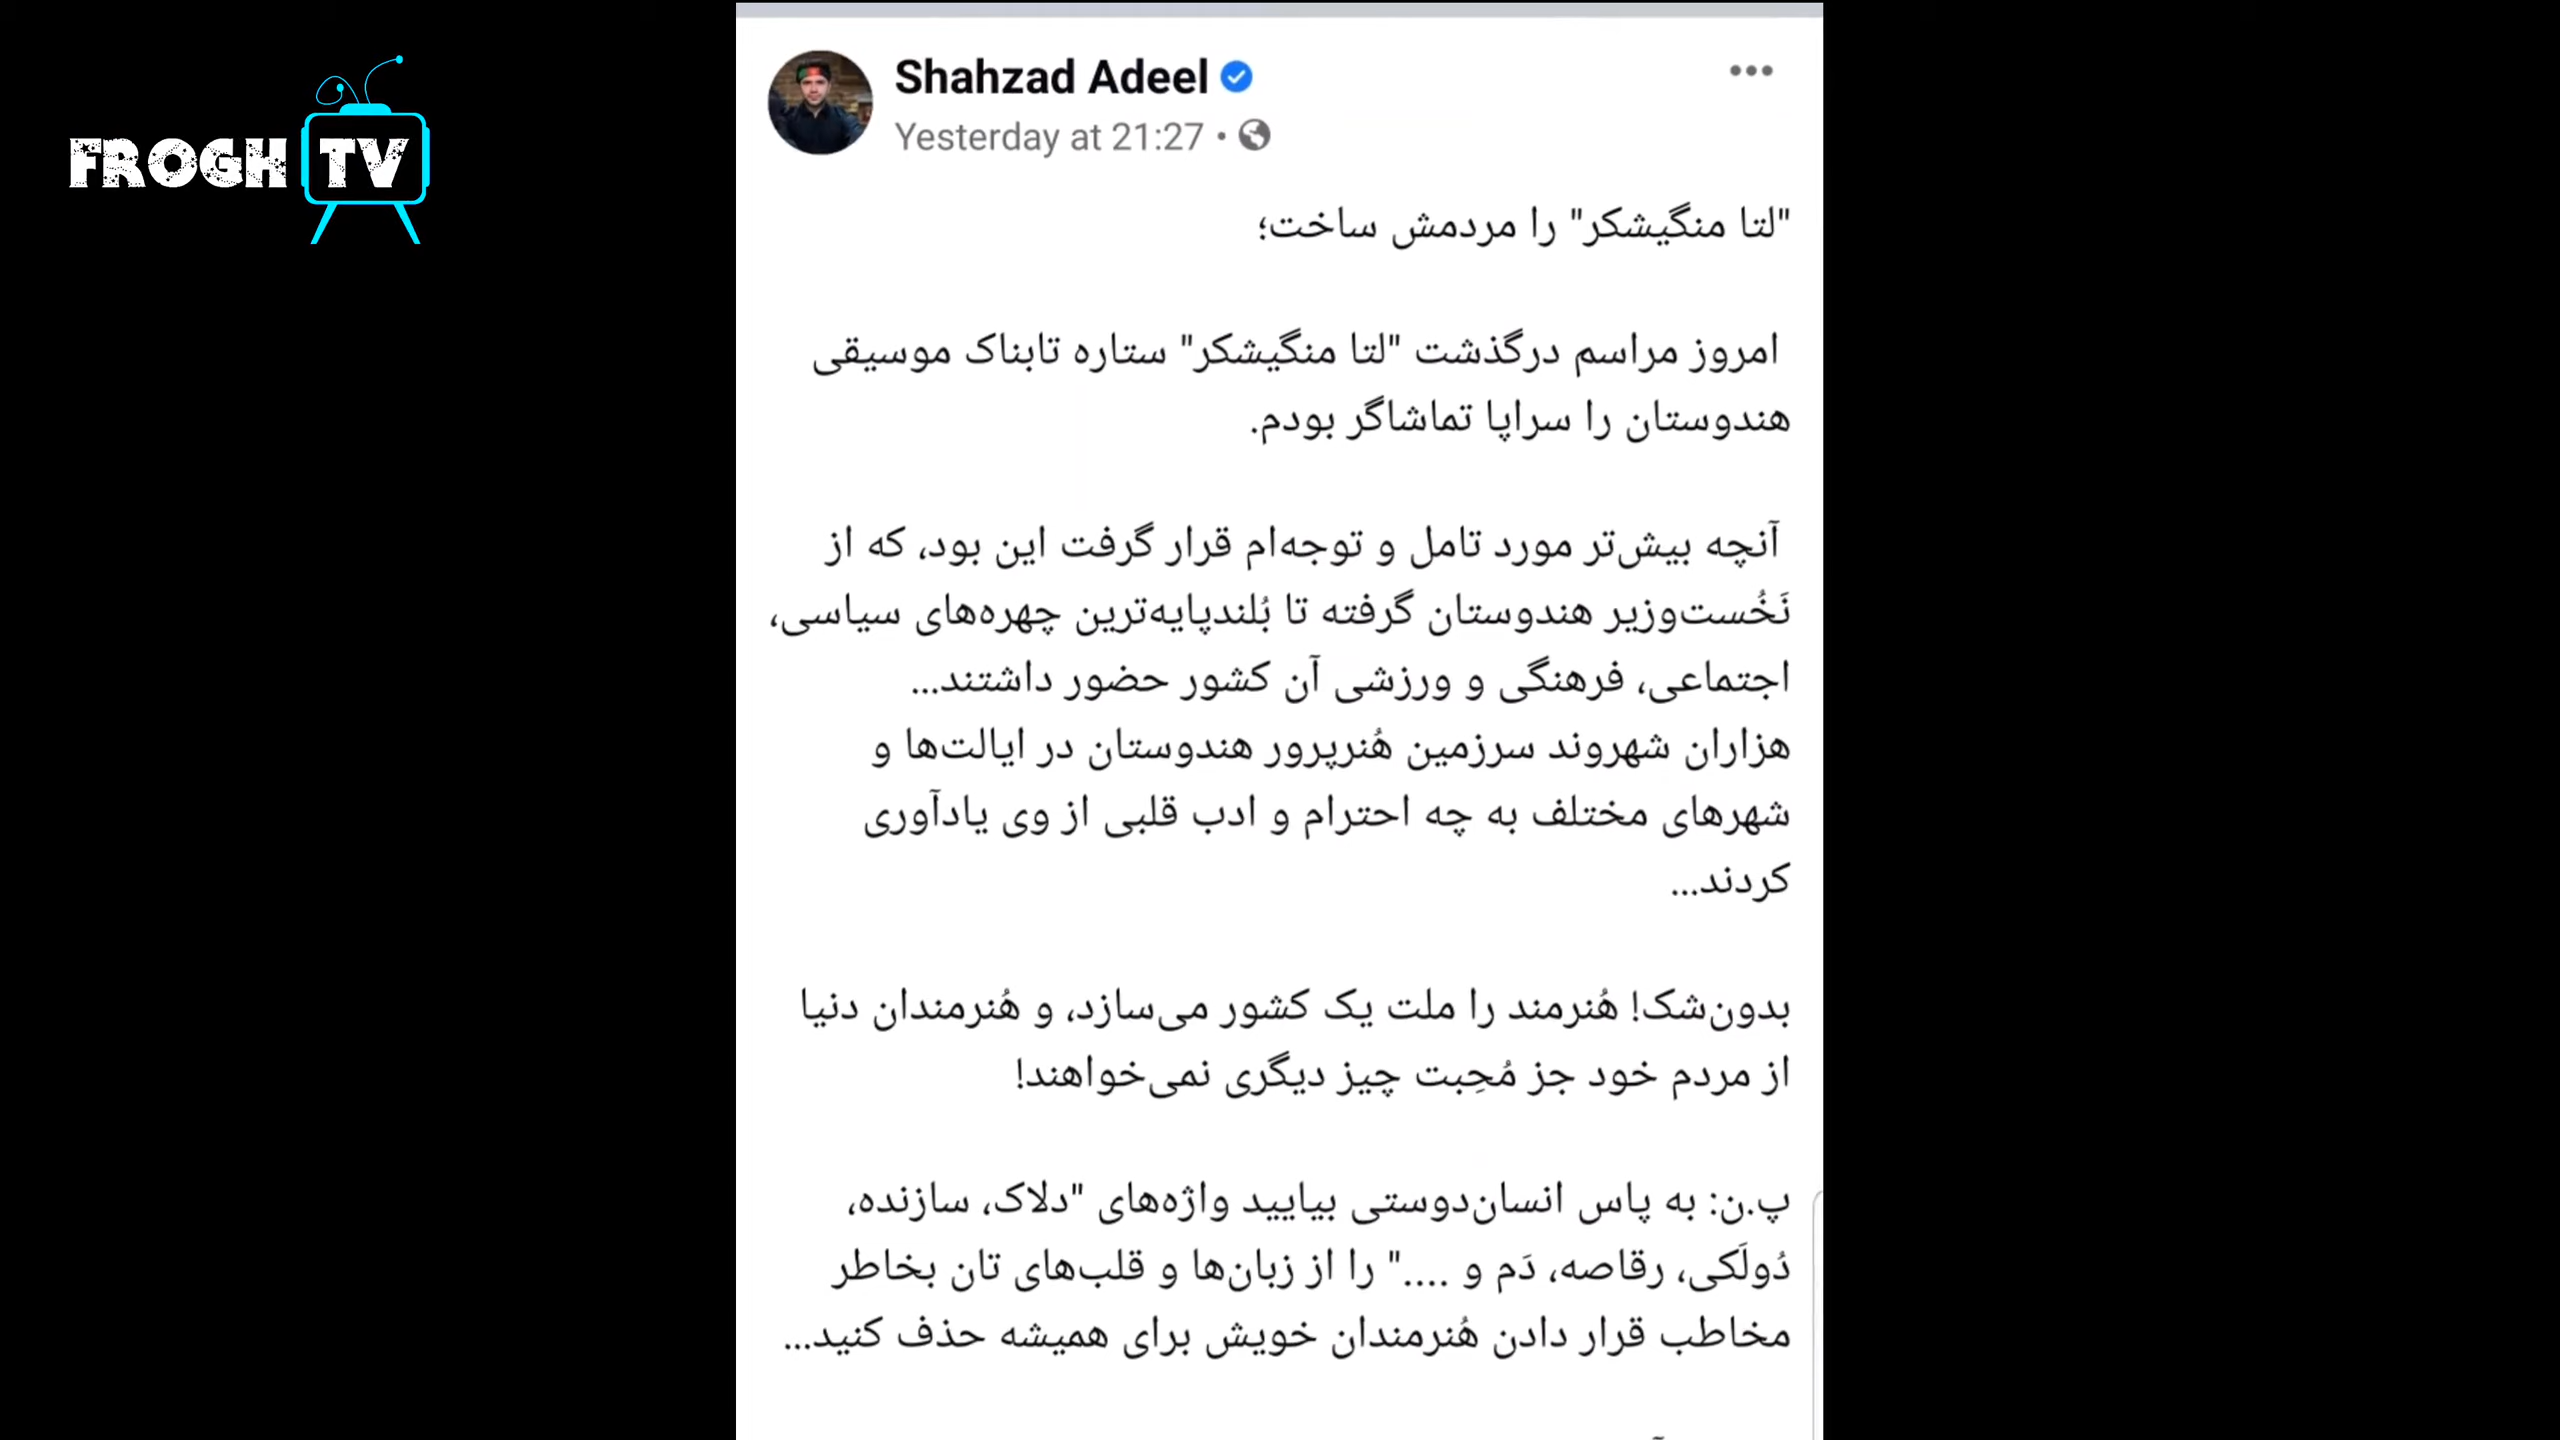 FROGH TV
Shahzad Adeel
Yesterday at 21:27 •
"لتا منگیشکر" را مردمش ساخت؛
امروز مراسم درگذشت "لتا منگیشکر" ستاره تابناک موسیقی
هندوستان را سراپا تماشاگر بودم.
آنچه بیش‌تر مورد تامل و توجه‌ام قرار گرفت این بود، که از
نَخُست‌وزیر هندوستان گرفته تا بُلندپایه‌ترین چهره‌های سیاسی،
اجتماعی، فرهنگی و ورزشی آن کشور حضور داشتند...
هزاران شهروند سرزمین هُنرپرور هندوستان در ایالت‌ها و
شهرهای مختلف به چه احترام و ادب قلبی از وی یادآوری
کردند...
بدون‌شک! هُنرمند را ملت یک کشور می‌سازد، و هُنرمندان دنیا
از مردم خود جز مُحِبت چیز دیگری نمی‌خواهند!
پ.ن: به پاس انسان‌دوستی بیایید واژه‌های "دلاک، سازنده،
دُولَکی، رقاصه، دَم و ...." را از زبان‌ها و قلب‌های تان بخاطر
مخاطب قرار دادن هُنرمندان خویش برای همیشه حذف کنید...